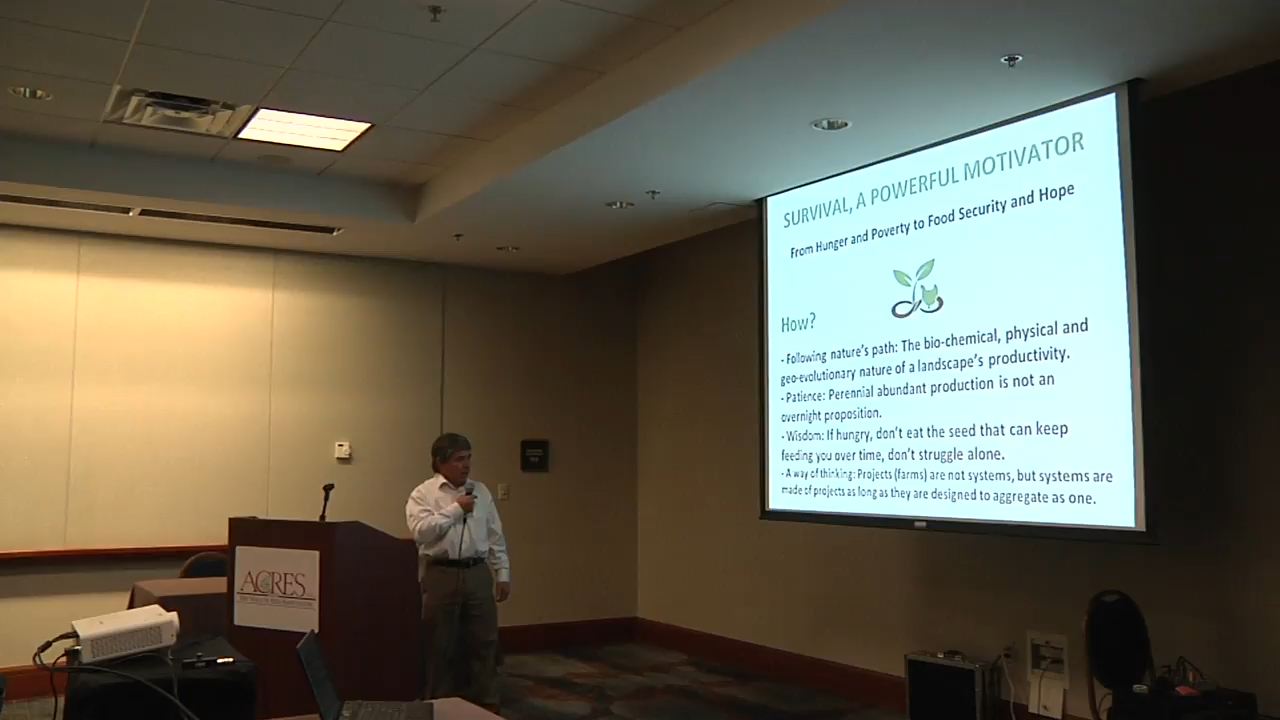 SURVIVAL, A POWERFUL MOTIVATOR
From Hunger and Poverty to Food Security and Hope
How?
- Following nature's path: The bio-chemical, physical and
geo-evolutionary nature of a landscape's productivity.
- Patience: Perennial abundant production is not an
overnight proposition.
- Wisdom: If hungry, don't eat the seed that can keep
feeding you over time, don't struggle alone.
- A way of thinking: Projects (farms) are not systems, but systems are
made of projects as long as they are designed to aggregate as one.
ACRES